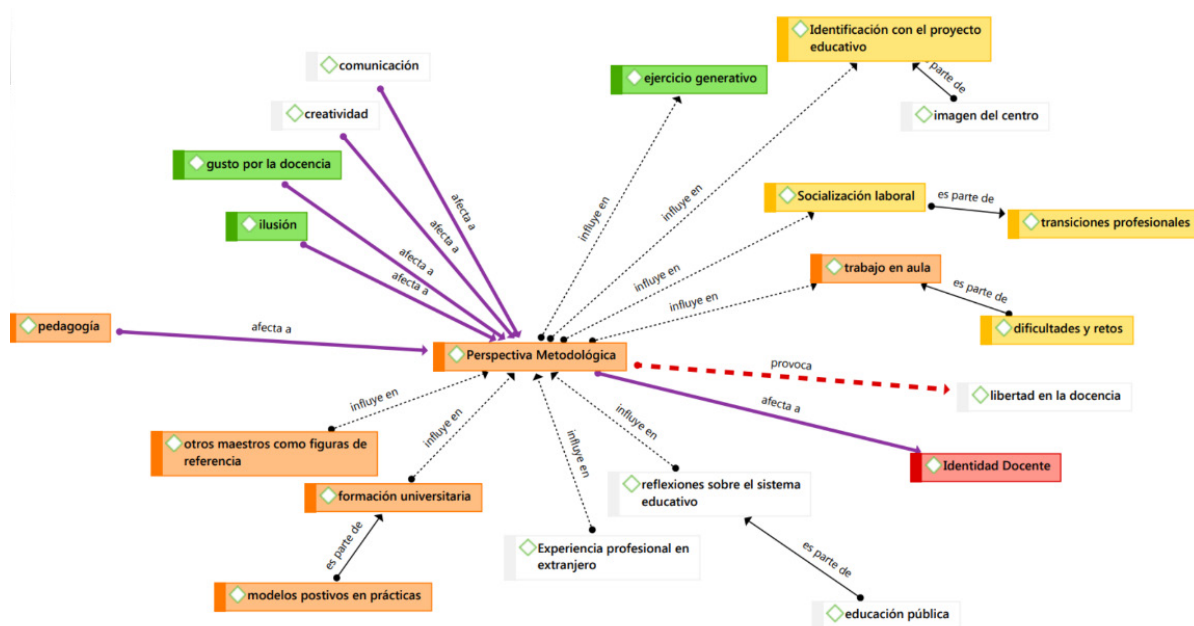 Identificación con el proyecto
educativo
comunicación
ejercicio generativo
es parte de
creatividad
imagen del centro
gusto por la docencia
influye en
influye en
Socialización laboral
es parte de
transiciones profesionales
ilusión
afecta a
afecta a
afecta a
afecta a
influye en
trabajo en aula
influye en
es parte de
pedagogía
afecta a
dificultades y retos
Perspectiva Metodológica
provoca
libertad en la docencia
afecta a
influye en
influye en
influye en
influye en
otros maestros como figuras de
referencia
Identidad Docente
reflexiones sobre el sistema
educativo
formación universitaria
es parte de
Experiencia profesional en
extranjero
es parte de
modelos postivos en prácticas
educación pública